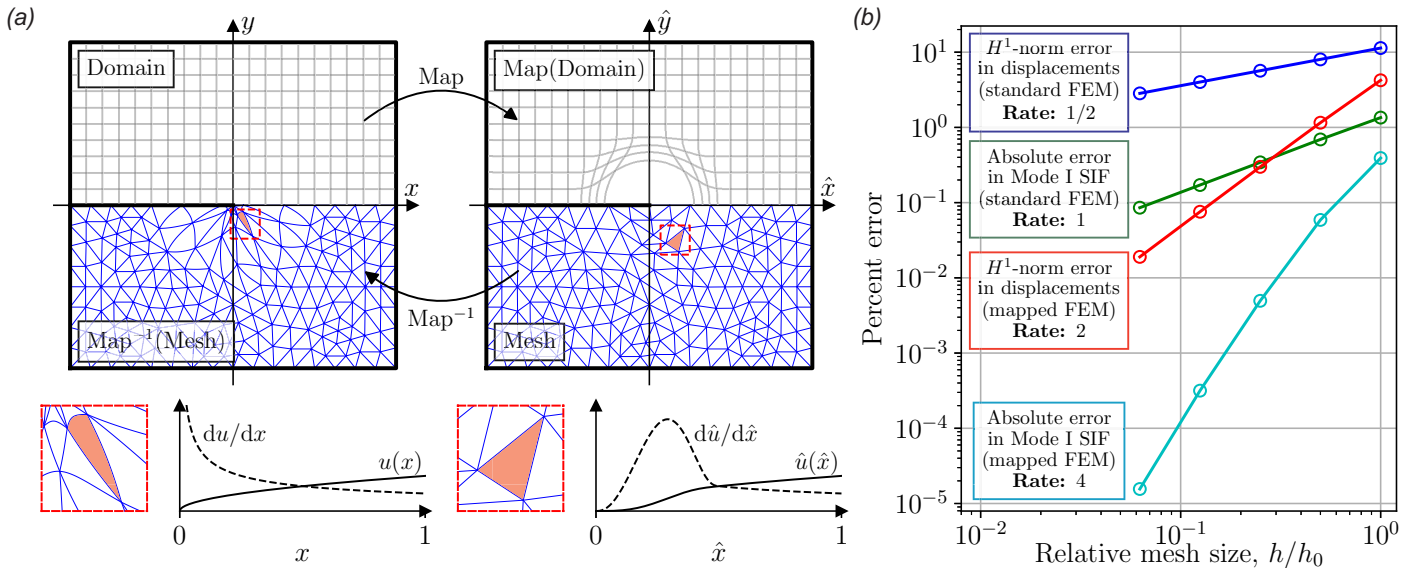 (a)
y
Domain
x
Map⁻¹(Mesh)
Map
Map⁻¹
ŷ
Map(Domain)
x̂
Mesh
du/dx
u(x)
0
1
x
dû/dx̂
û(x̂)
0
1
x̂
(b)
Percent error
10¹
10⁰
10⁻¹
10⁻²
10⁻³
10⁻⁴
10⁻⁵
H¹-norm error
in displacements
(standard FEM)
Rate: 1/2
Absolute error
in Mode I SIF
(standard FEM)
Rate: 1
H¹-norm error
in displacements
(mapped FEM)
Rate: 2
Absolute error
in Mode I SIF
(mapped FEM)
Rate: 4
10⁻²
10⁻¹
10⁰
Relative mesh size, h/h₀